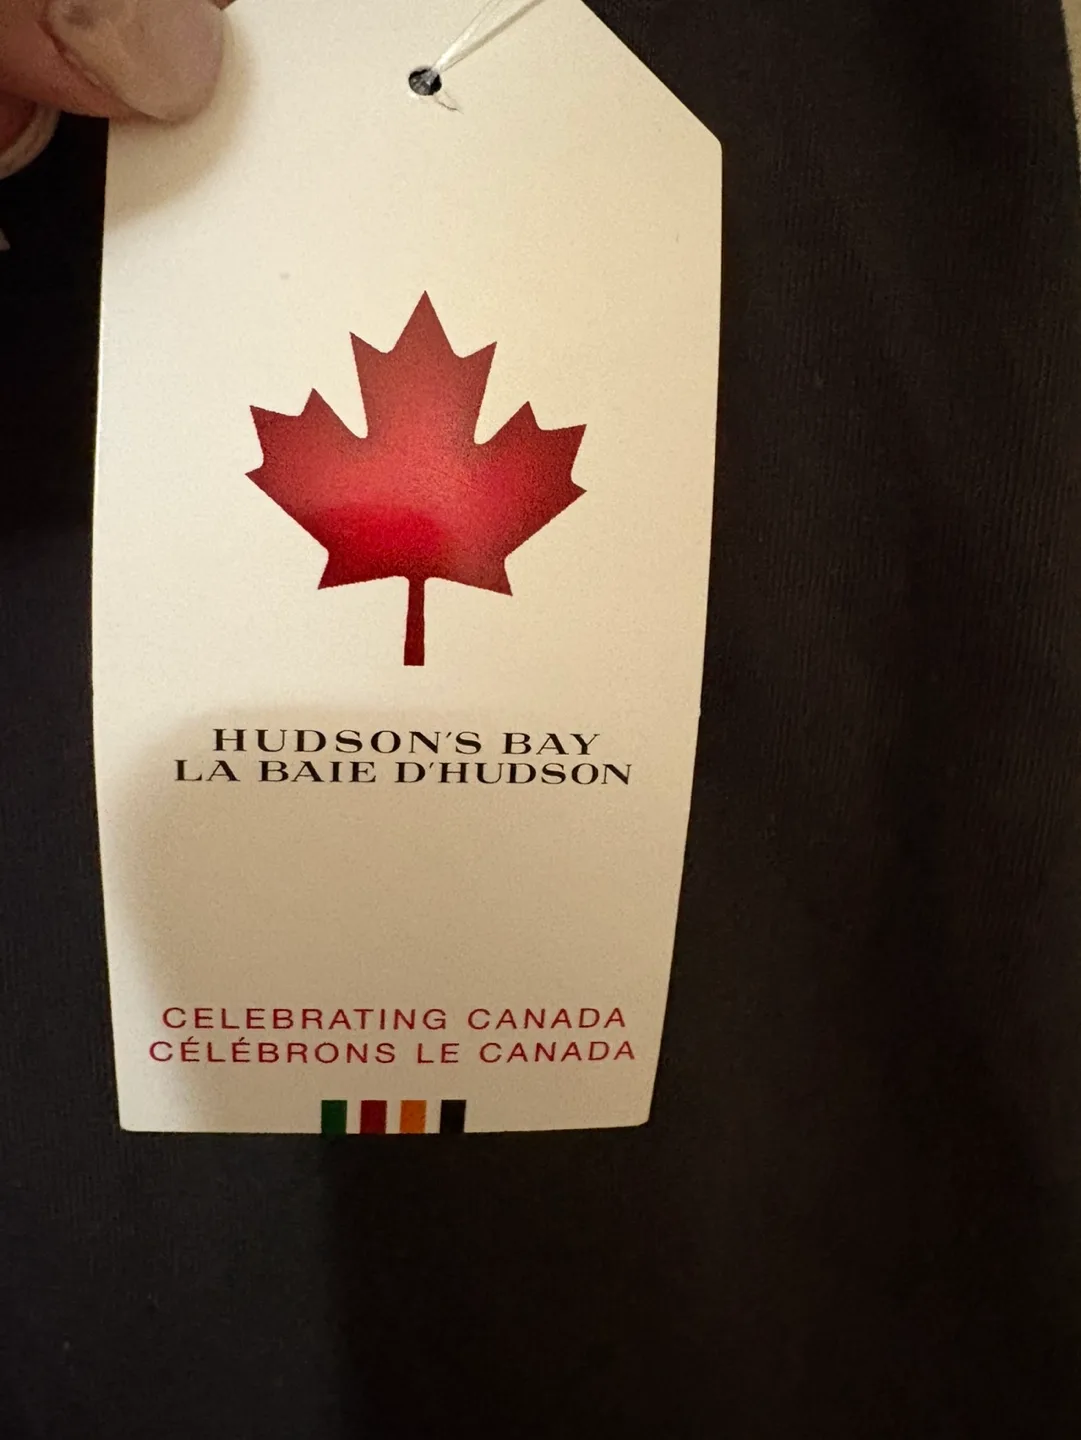 HUDSON'S BAY
LA BAIE D'HUDSON
CELEBRATING CANADA
CÉLÉBRONS LE CANADA